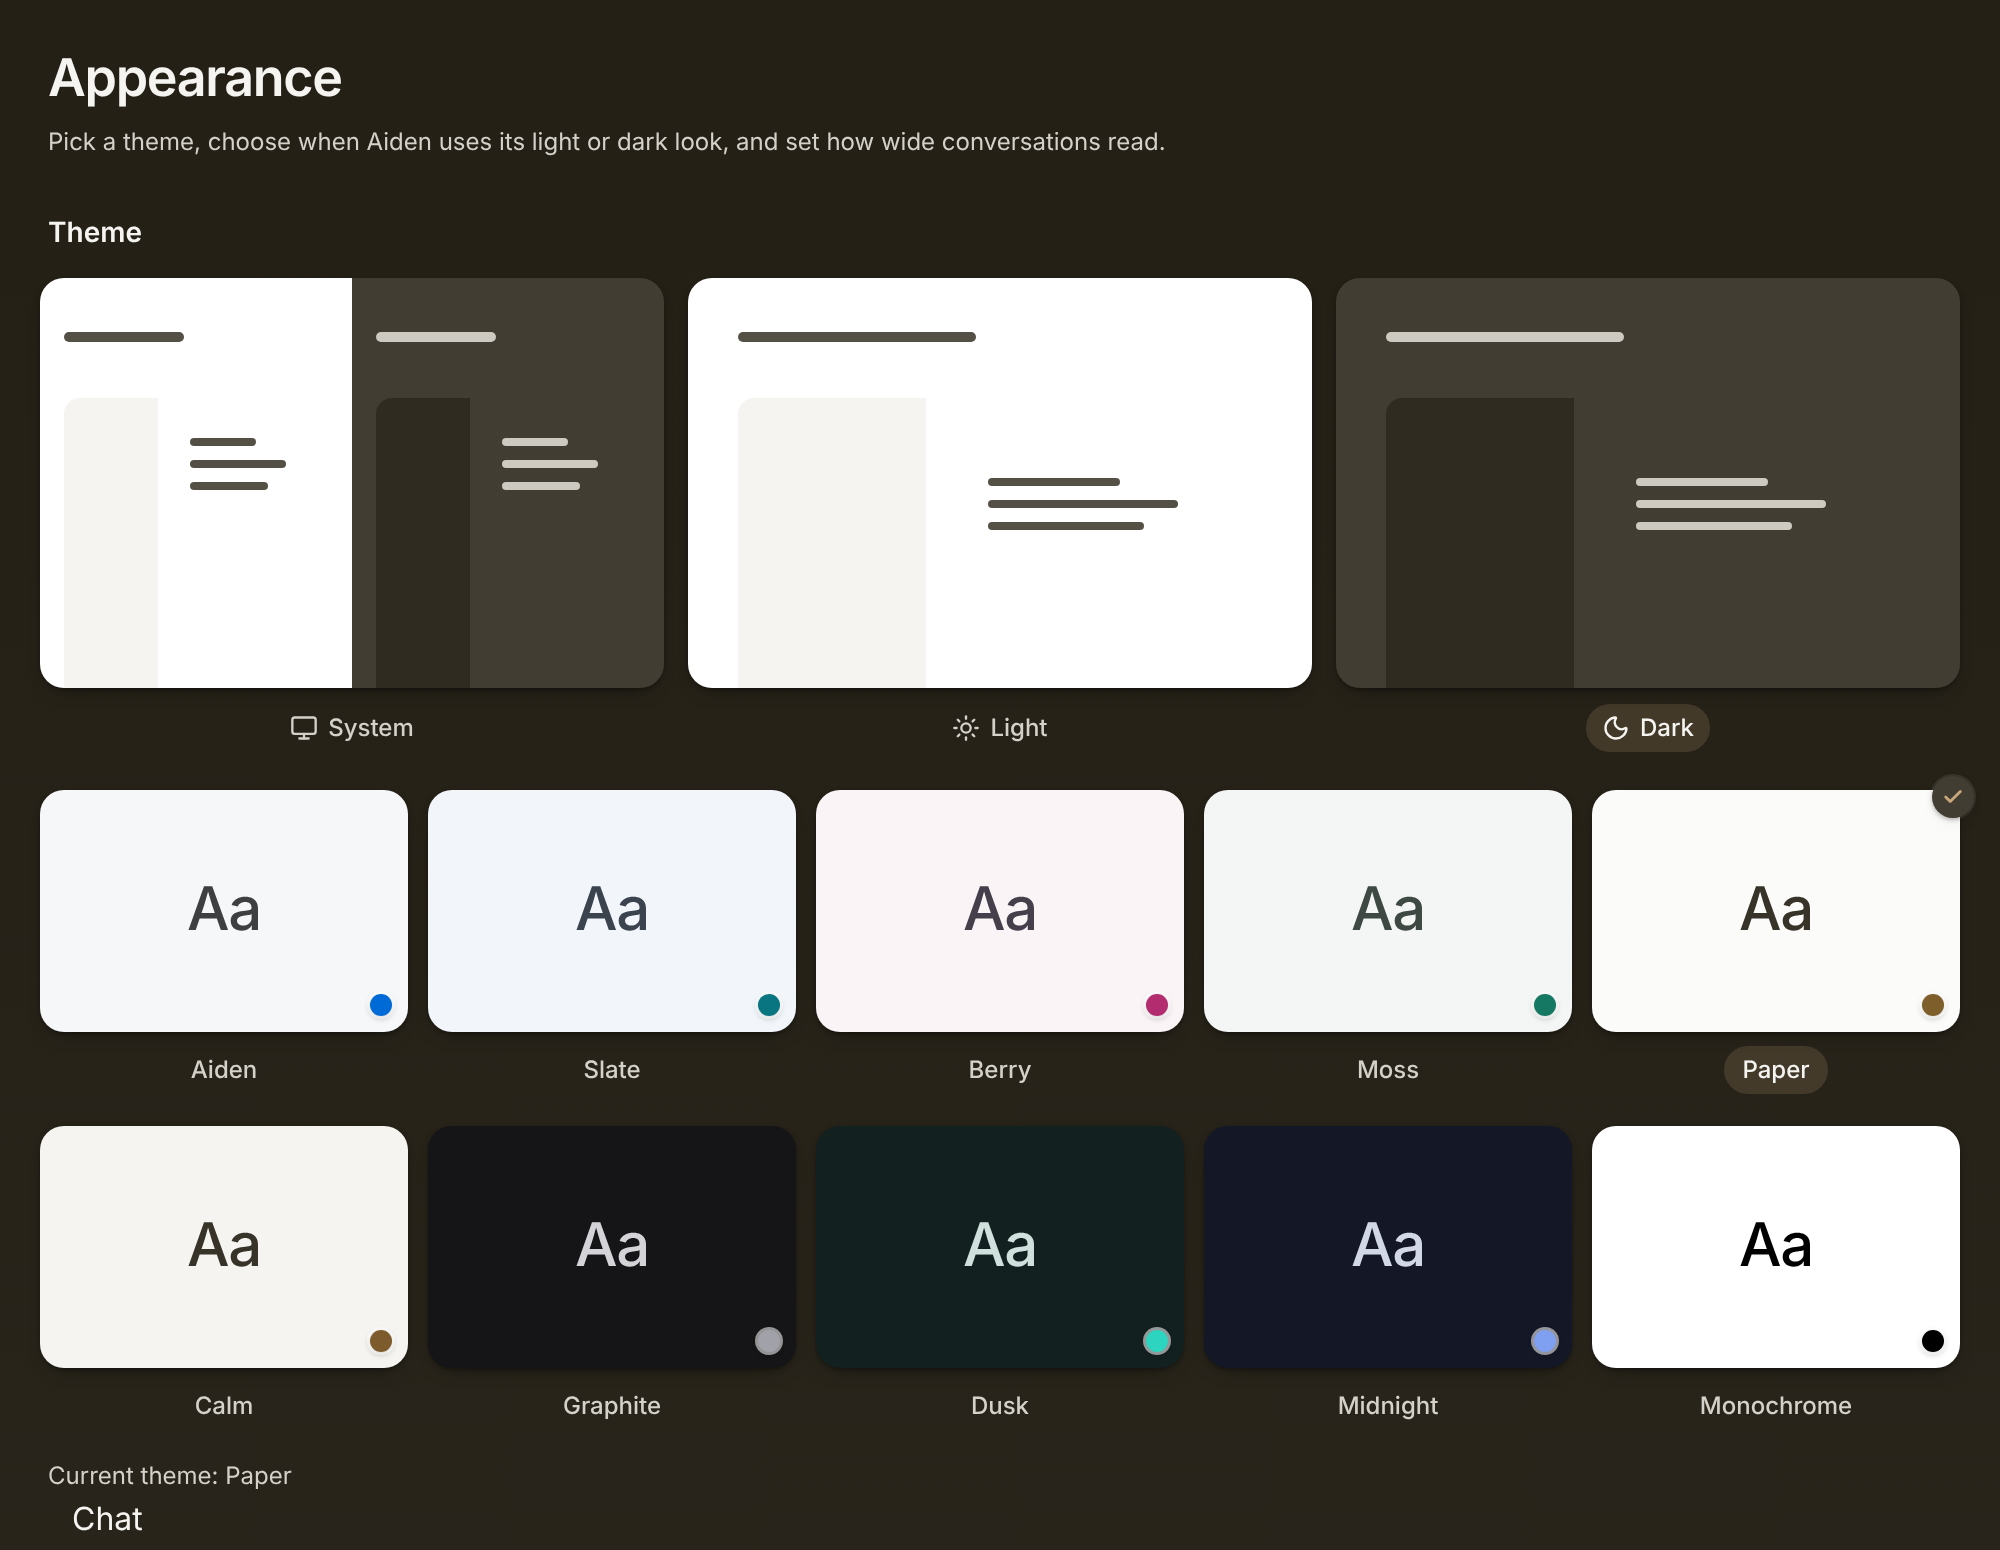 Appearance
Pick a theme, choose when Aiden uses its light or dark look, and set how wide conversations read.
Theme
System
Light
Dark
Aa
Aa
Aa
Aa
Aa
Aiden
Slate
Berry
Moss
Paper
Aa
Aa
Aa
Aa
Aa
Calm
Graphite
Dusk
Midnight
Monochrome
Current theme: Paper
Chat